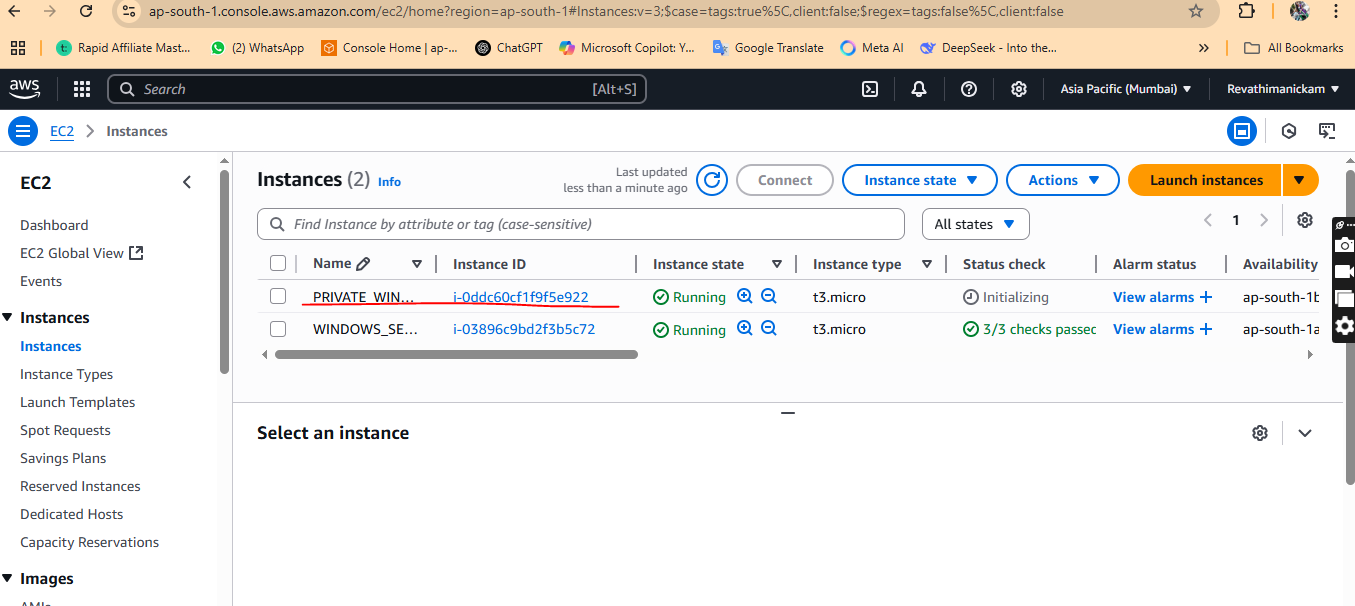 ap-south-1.console.aws.amazon.com/ec2/home?region=ap-south-1#Instances:v=3;$case=tags:true%5C,client:false;$regex=tags:false%5C,client:false
Rapid Affiliate Mast... (2) WhatsApp Console Home | ap-... ChatGPT Microsoft Copilot: Y... Google Translate Meta AI DeepSeek - Into the... » All Bookmarks
aws Search [Alt+S] Asia Pacific (Mumbai) Revathimanickam
EC2 > Instances
EC2
Dashboard
EC2 Global View
Events
Instances
Instances
Instance Types
Launch Templates
Spot Requests
Savings Plans
Reserved Instances
Dedicated Hosts
Capacity Reservations
Images
AMIs
Instances (2) Info
Last updated
less than a minute ago
Connect Instance state Actions Launch instances
Find Instance by attribute or tag (case-sensitive) All states 1
Name Instance ID Instance state Instance type Status check Alarm status Availability
PRIVATE_WIN... i-0ddc60cf1f9f5e922 Running t3.micro Initializing View alarms + ap-south-1b
WINDOWS_SE... i-03896c9bd2f3b5c72 Running t3.micro 3/3 checks passed View alarms + ap-south-1a
Select an instance